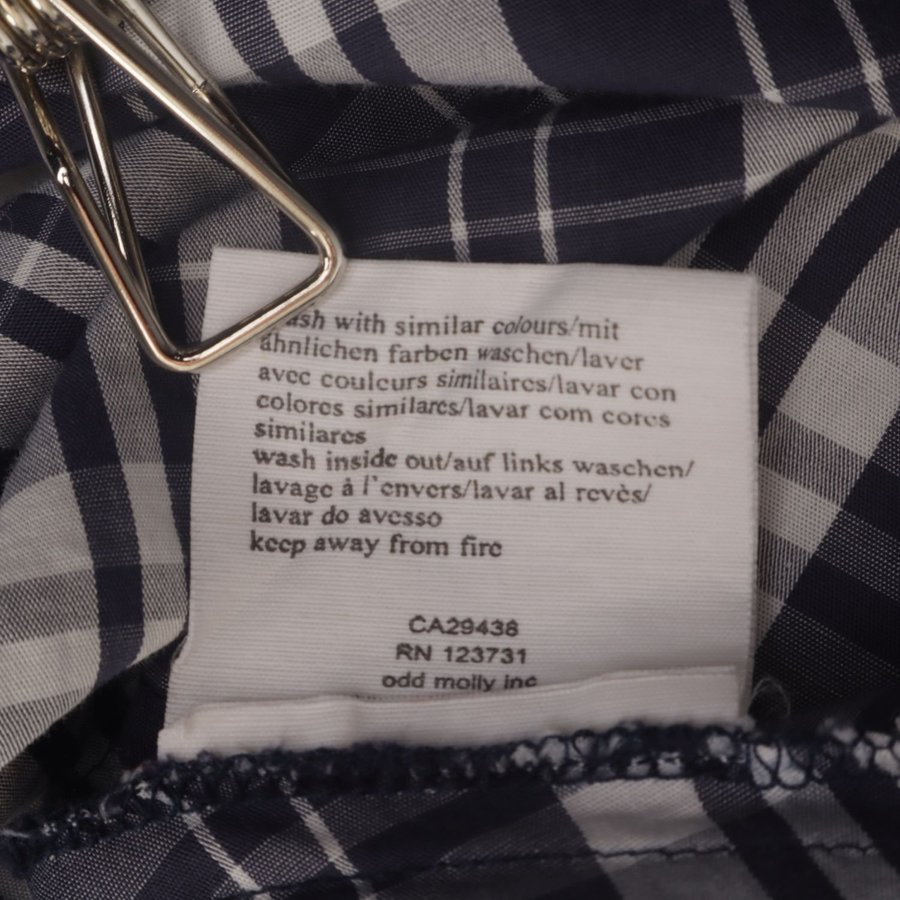 wash with similar colours/mit
ähnlichen farben waschen/laver
avec couleurs similaires/lavar con
colores similares/lavar com cores
similares
wash inside out/auf links waschen/
lavage à l'envers/lavar al revès/
lavar do avesso
keep away from fire
CA29438
RN 123731
odd molly inc